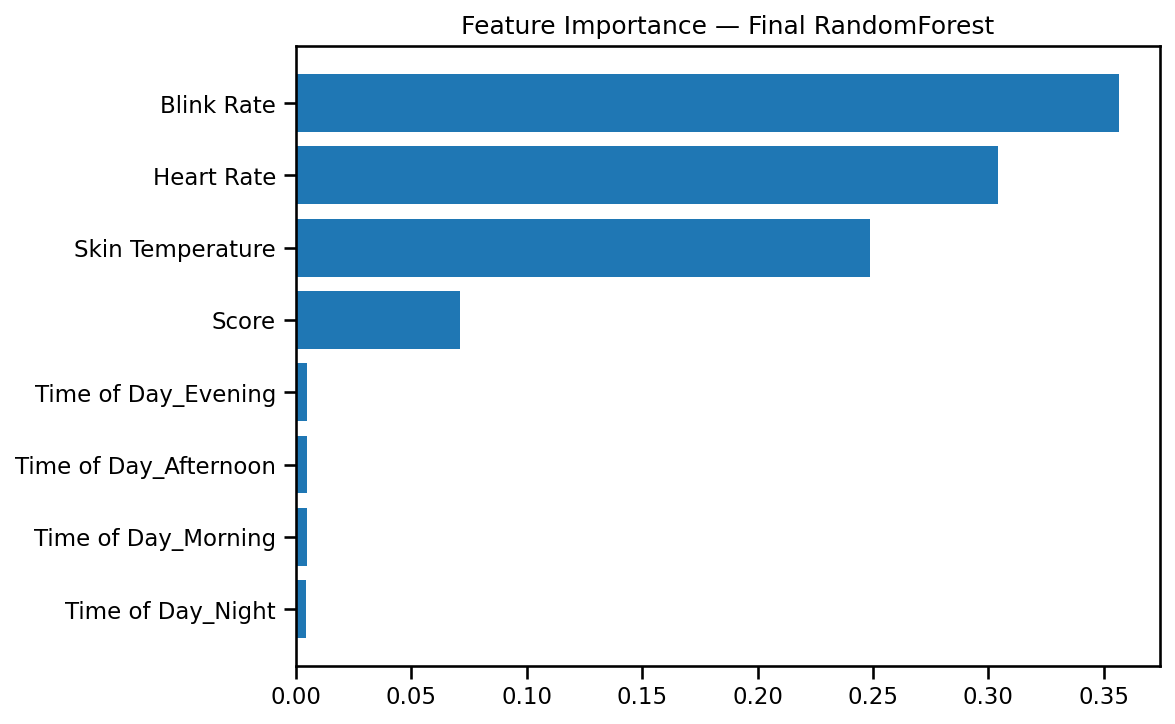 Feature Importance — Final RandomForest
Blink Rate
Heart Rate
Skin Temperature
Score
Time of Day_Evening
Time of Day_Afternoon
Time of Day_Morning
Time of Day_Night
0.00 0.05 0.10 0.15 0.20 0.25 0.30 0.35